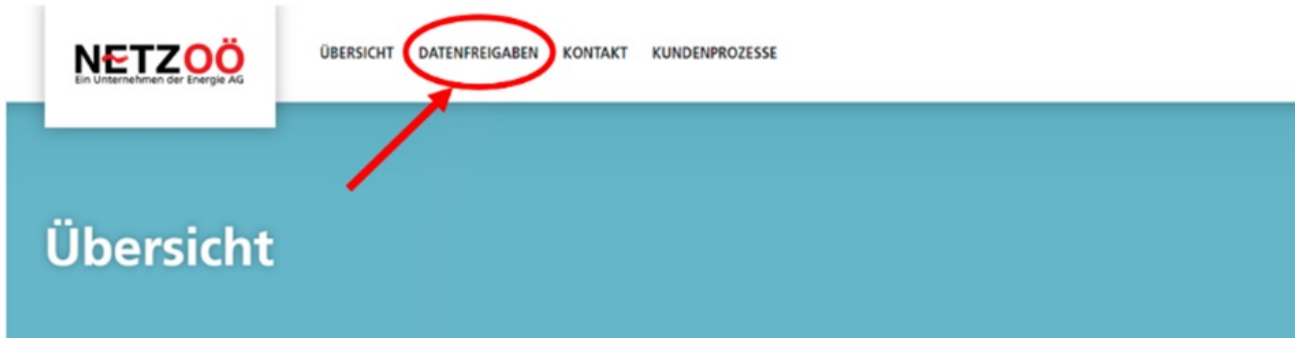 NETZOÖ
Ein Unternehmen der Energie AG
ÜBERSICHT DATENFREIGABEN KONTAKT KUNDENPROZESSE
Übersicht